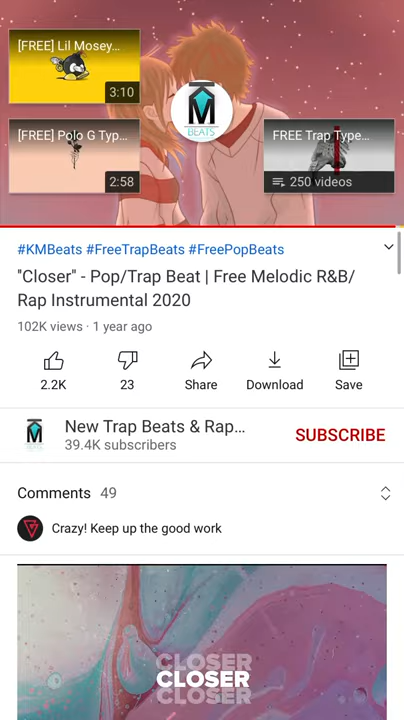 [FREE] Lil Mosey...
3:10
BEATS
[FREE] Polo G Typ...
2:58
FREE Trap Type...
250 videos
#KMBeats #FreeTrapBeats #FreePopBeats
"Closer" - Pop/Trap Beat | Free Melodic R&B/
Rap Instrumental 2020
102K views · 1 year ago
2.2K 23 Share Download Save
New Trap Beats & Rap...
39.4K subscribers
SUBSCRIBE
Comments 49
Crazy! Keep up the good work
CLOSER
CLOSER
CLOSER